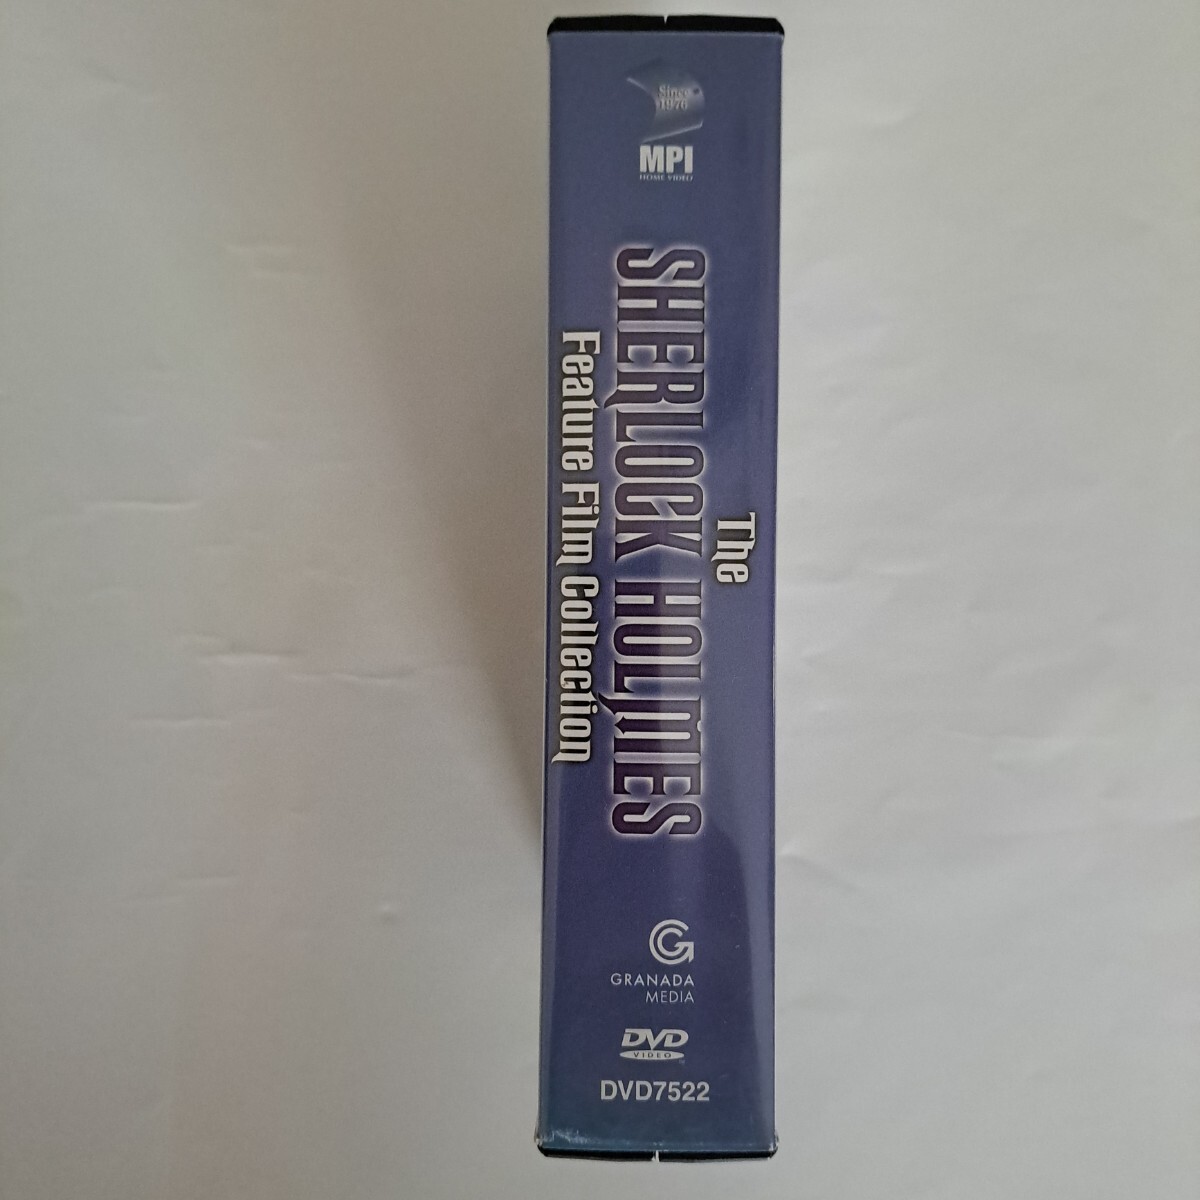 Since
1976
MPI
HOME VIDEO
The
SHERLOCK HOLMES
Feature Film Collection
G
GRANADA
MEDIA
DVD
VIDEO
DVD7522